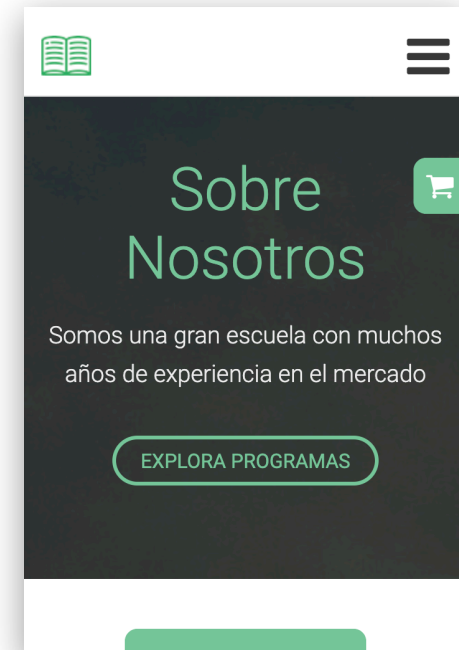 Sobre
Nosotros
Somos una gran escuela con muchos
años de experiencia en el mercado
EXPLORA PROGRAMAS